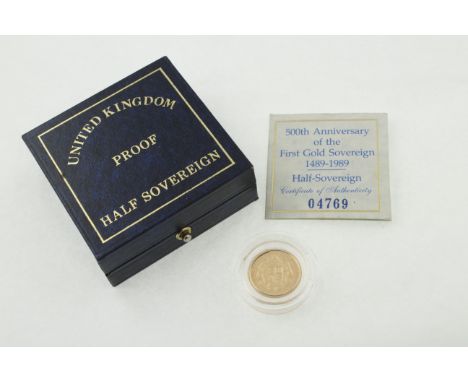 UNITED KINGDOM
PROOF
HALF SOVEREIGN
500th Anniversary
of the
First Gold Sovereign
1489-1989
Half-Sovereign
Certificate of Authenticity
04769